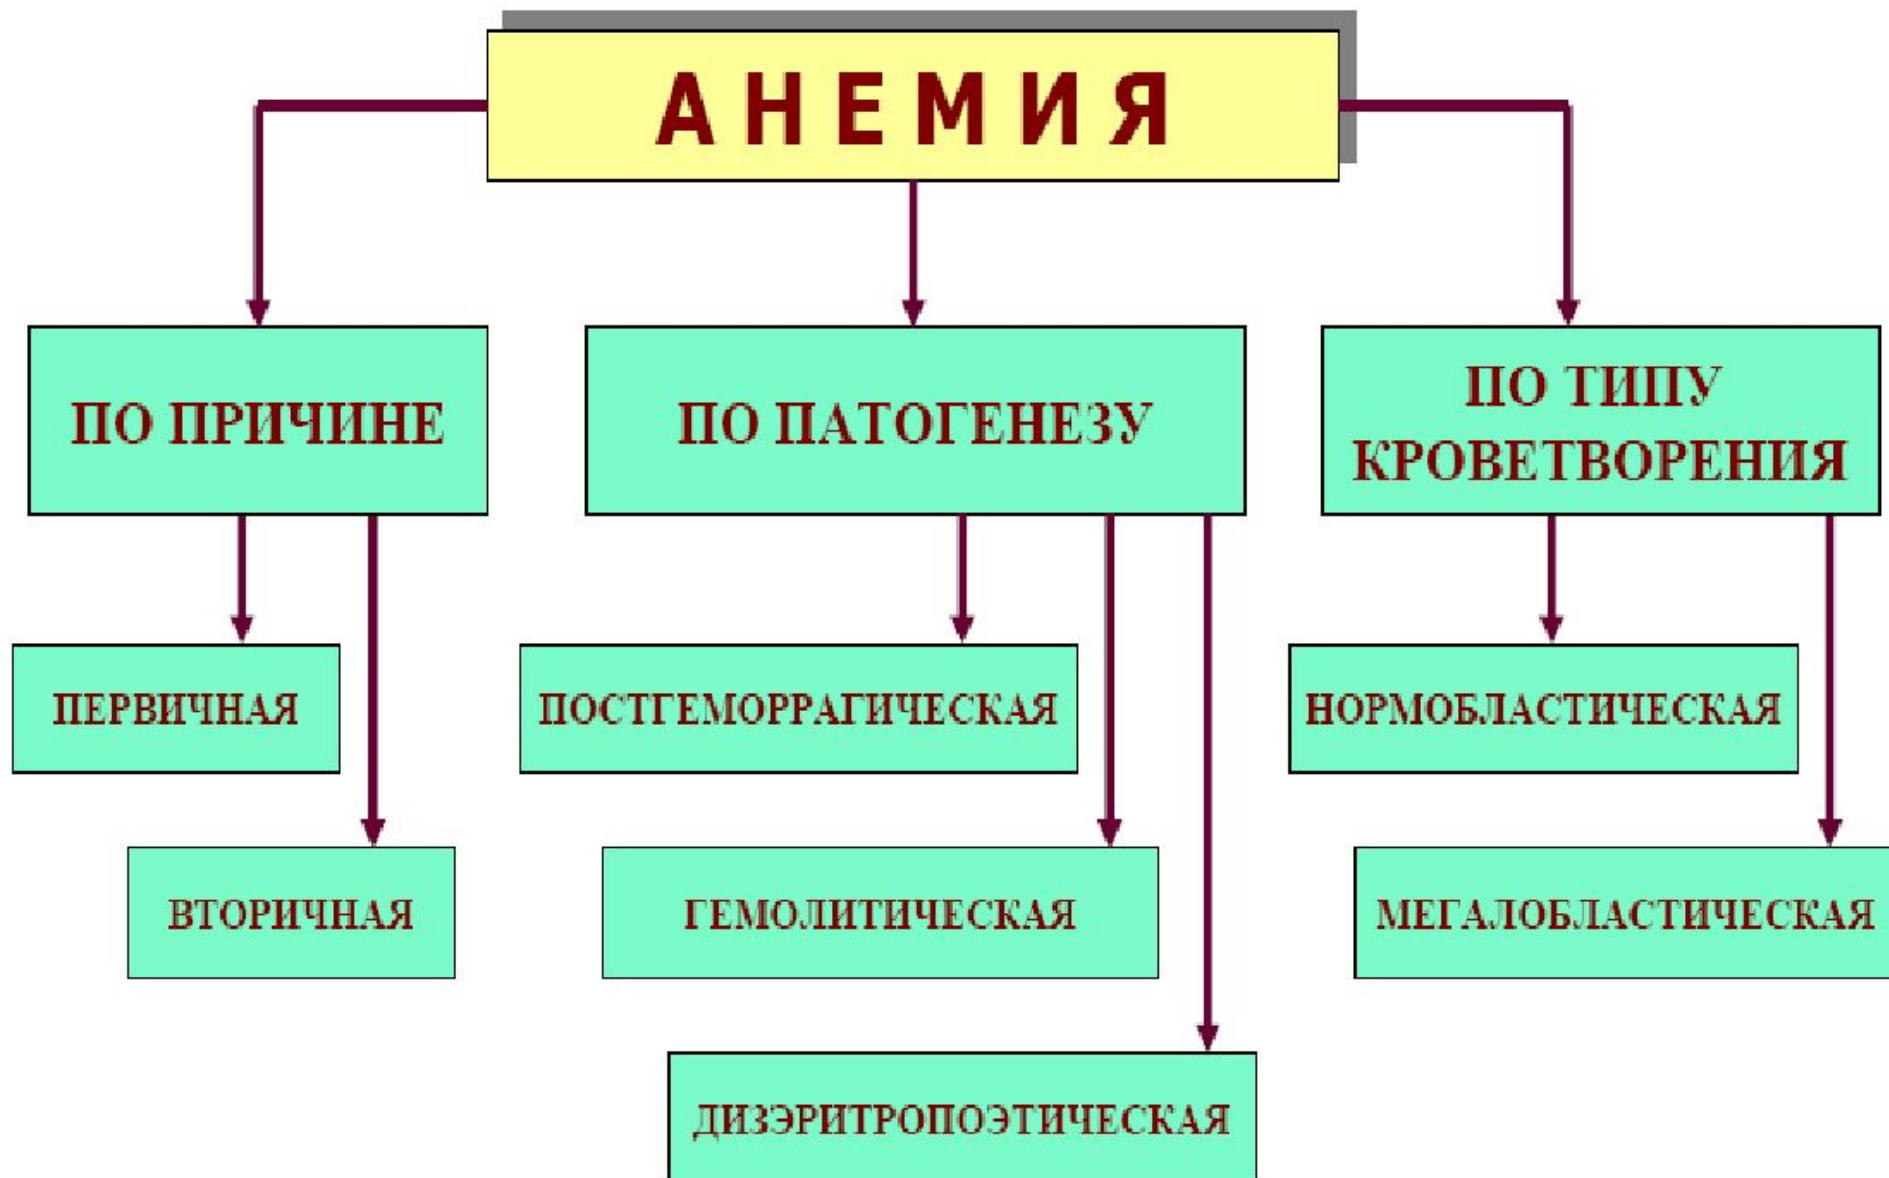 АНЕМИЯ
ПО ПРИЧИНЕ
ПО ПАТОГЕНЕЗУ
ПО ТИПУ
КРОВЕТВОРЕНИЯ
ПЕРВИЧНАЯ
ПОСТГЕМОРРАГИЧЕСКАЯ
НОРМОБЛАСТИЧЕСКАЯ
ВТОРИЧНАЯ
ГЕМОЛИТИЧЕСКАЯ
МЕГАЛОБЛАСТИЧЕСКАЯ
ДИЗЭРИТРОПОЭТИЧЕСКАЯ